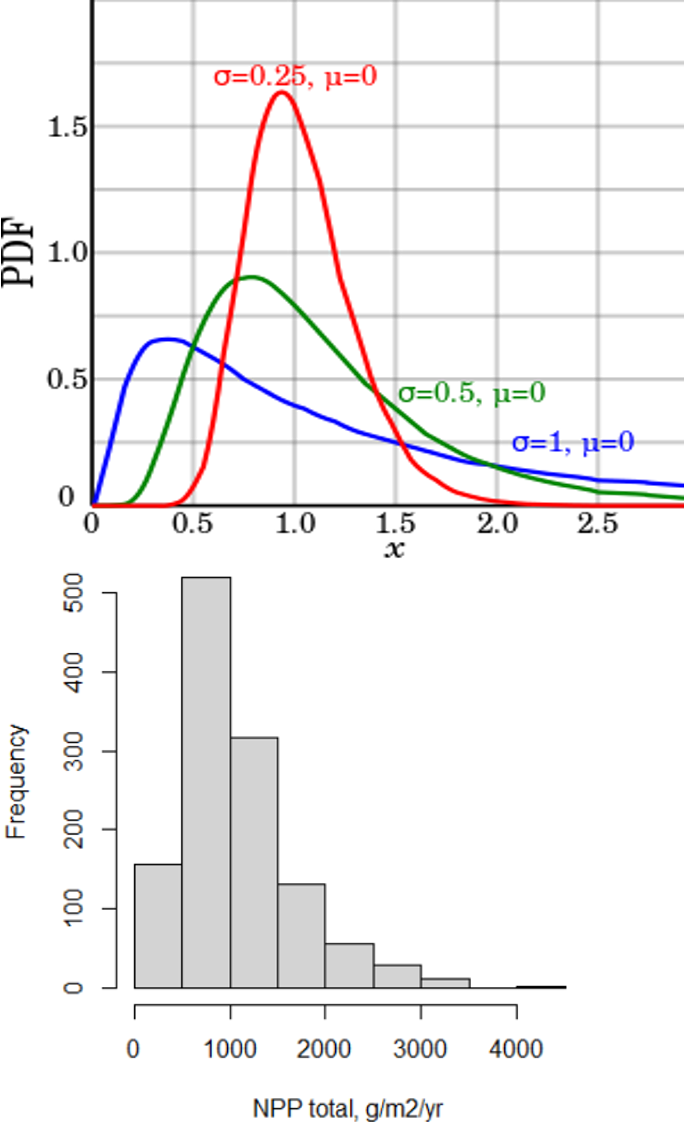 σ=0.25, μ=0
1.5
PDF
1.0
0.5
σ=0.5, μ=0
σ=1, μ=0
0
0 0.5 1.0 1.5 2.0 2.5
x
500
400
300
Frequency
200
100
0
0 1000 2000 3000 4000
NPP total, g/m2/yr